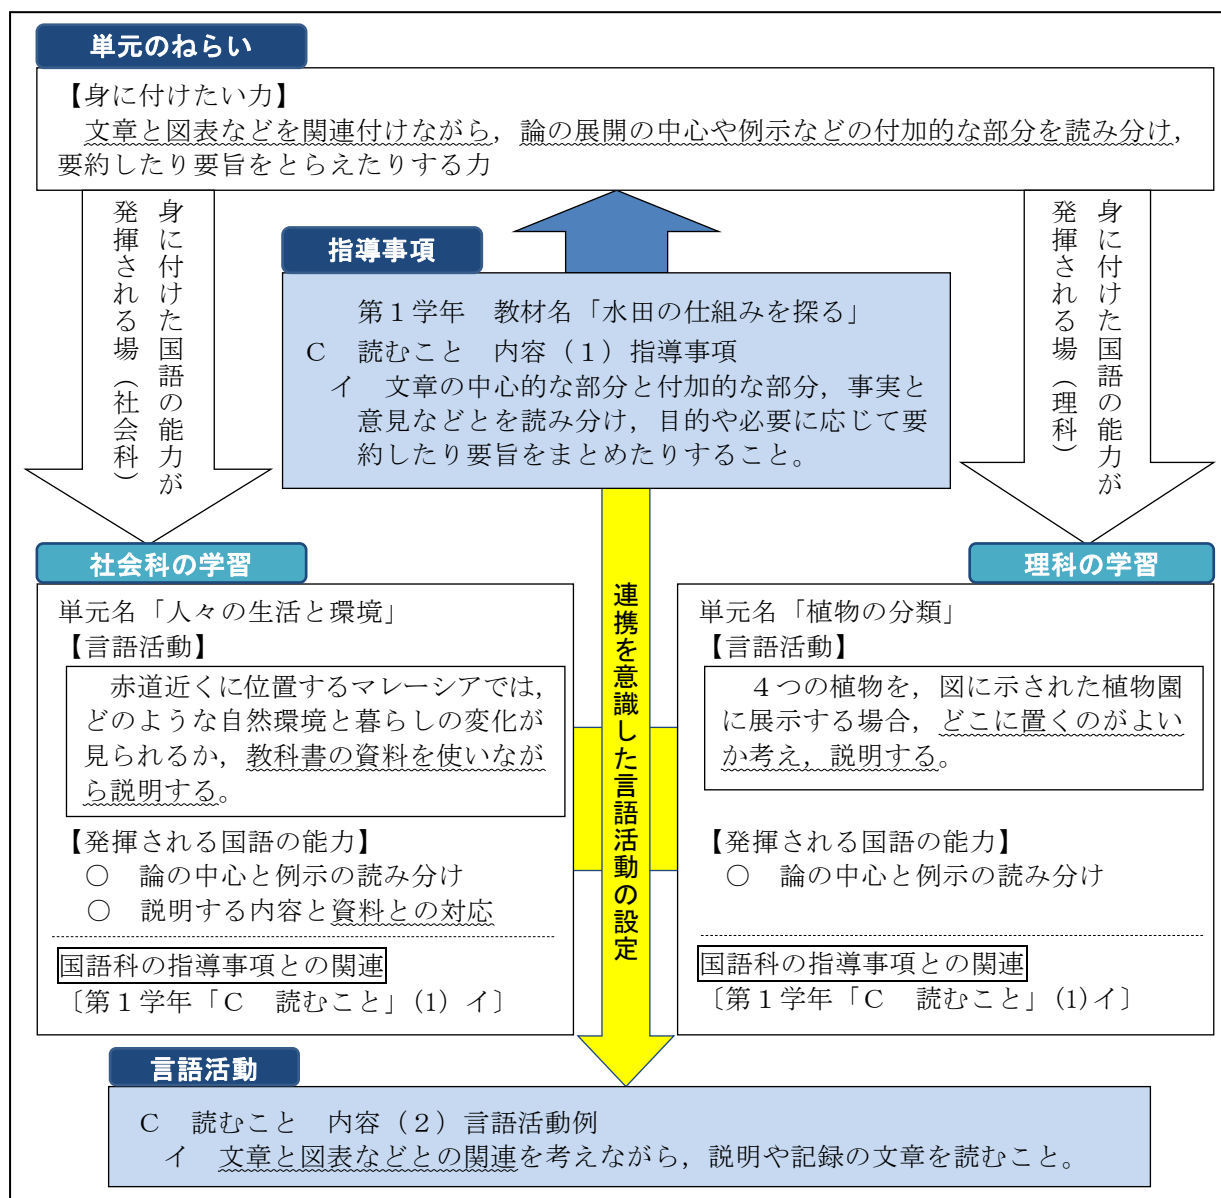 単元のねらい
【身に付けたい力】
　文章と図表などを関連付けながら，論の展開の中心や例示などの付加的な部分を読み分け，
要約したり要旨をとらえたりする力
身に付けた国語の能力が
発揮される場（社会科）
指導事項
第１学年　教材名「水田の仕組みを探る」
Ｃ　読むこと　内容（１）指導事項
イ　文章の中心的な部分と付加的な部分，事実と
意見などとを読み分け，目的や必要に応じて要
約したり要旨をまとめたりすること。
身に付けた国語の能力が
発揮される場（理科）
社会科の学習
単元名「人々の生活と環境」
【言語活動】
　赤道近くに位置するマレーシアでは，
どのような自然環境と暮らしの変化が
見られるか，教科書の資料を使いなが
ら説明する。
【発揮される国語の能力】
○　論の中心と例示の読み分け
○　説明する内容と資料との対応
国語科の指導事項との関連
〔第１学年「Ｃ　読むこと」(1) イ〕
連携を意識した言語活動の設定
理科の学習
単元名「植物の分類」
【言語活動】
　４つの植物を，図に示された植物園
に展示する場合，どこに置くのがよい
か考え，説明する。
【発揮される国語の能力】
○　論の中心と例示の読み分け
国語科の指導事項との関連
〔第１学年「Ｃ　読むこと」(1)イ〕
言語活動
Ｃ　読むこと　内容（２）言語活動例
イ　文章と図表などとの関連を考えながら，説明や記録の文章を読むこと。